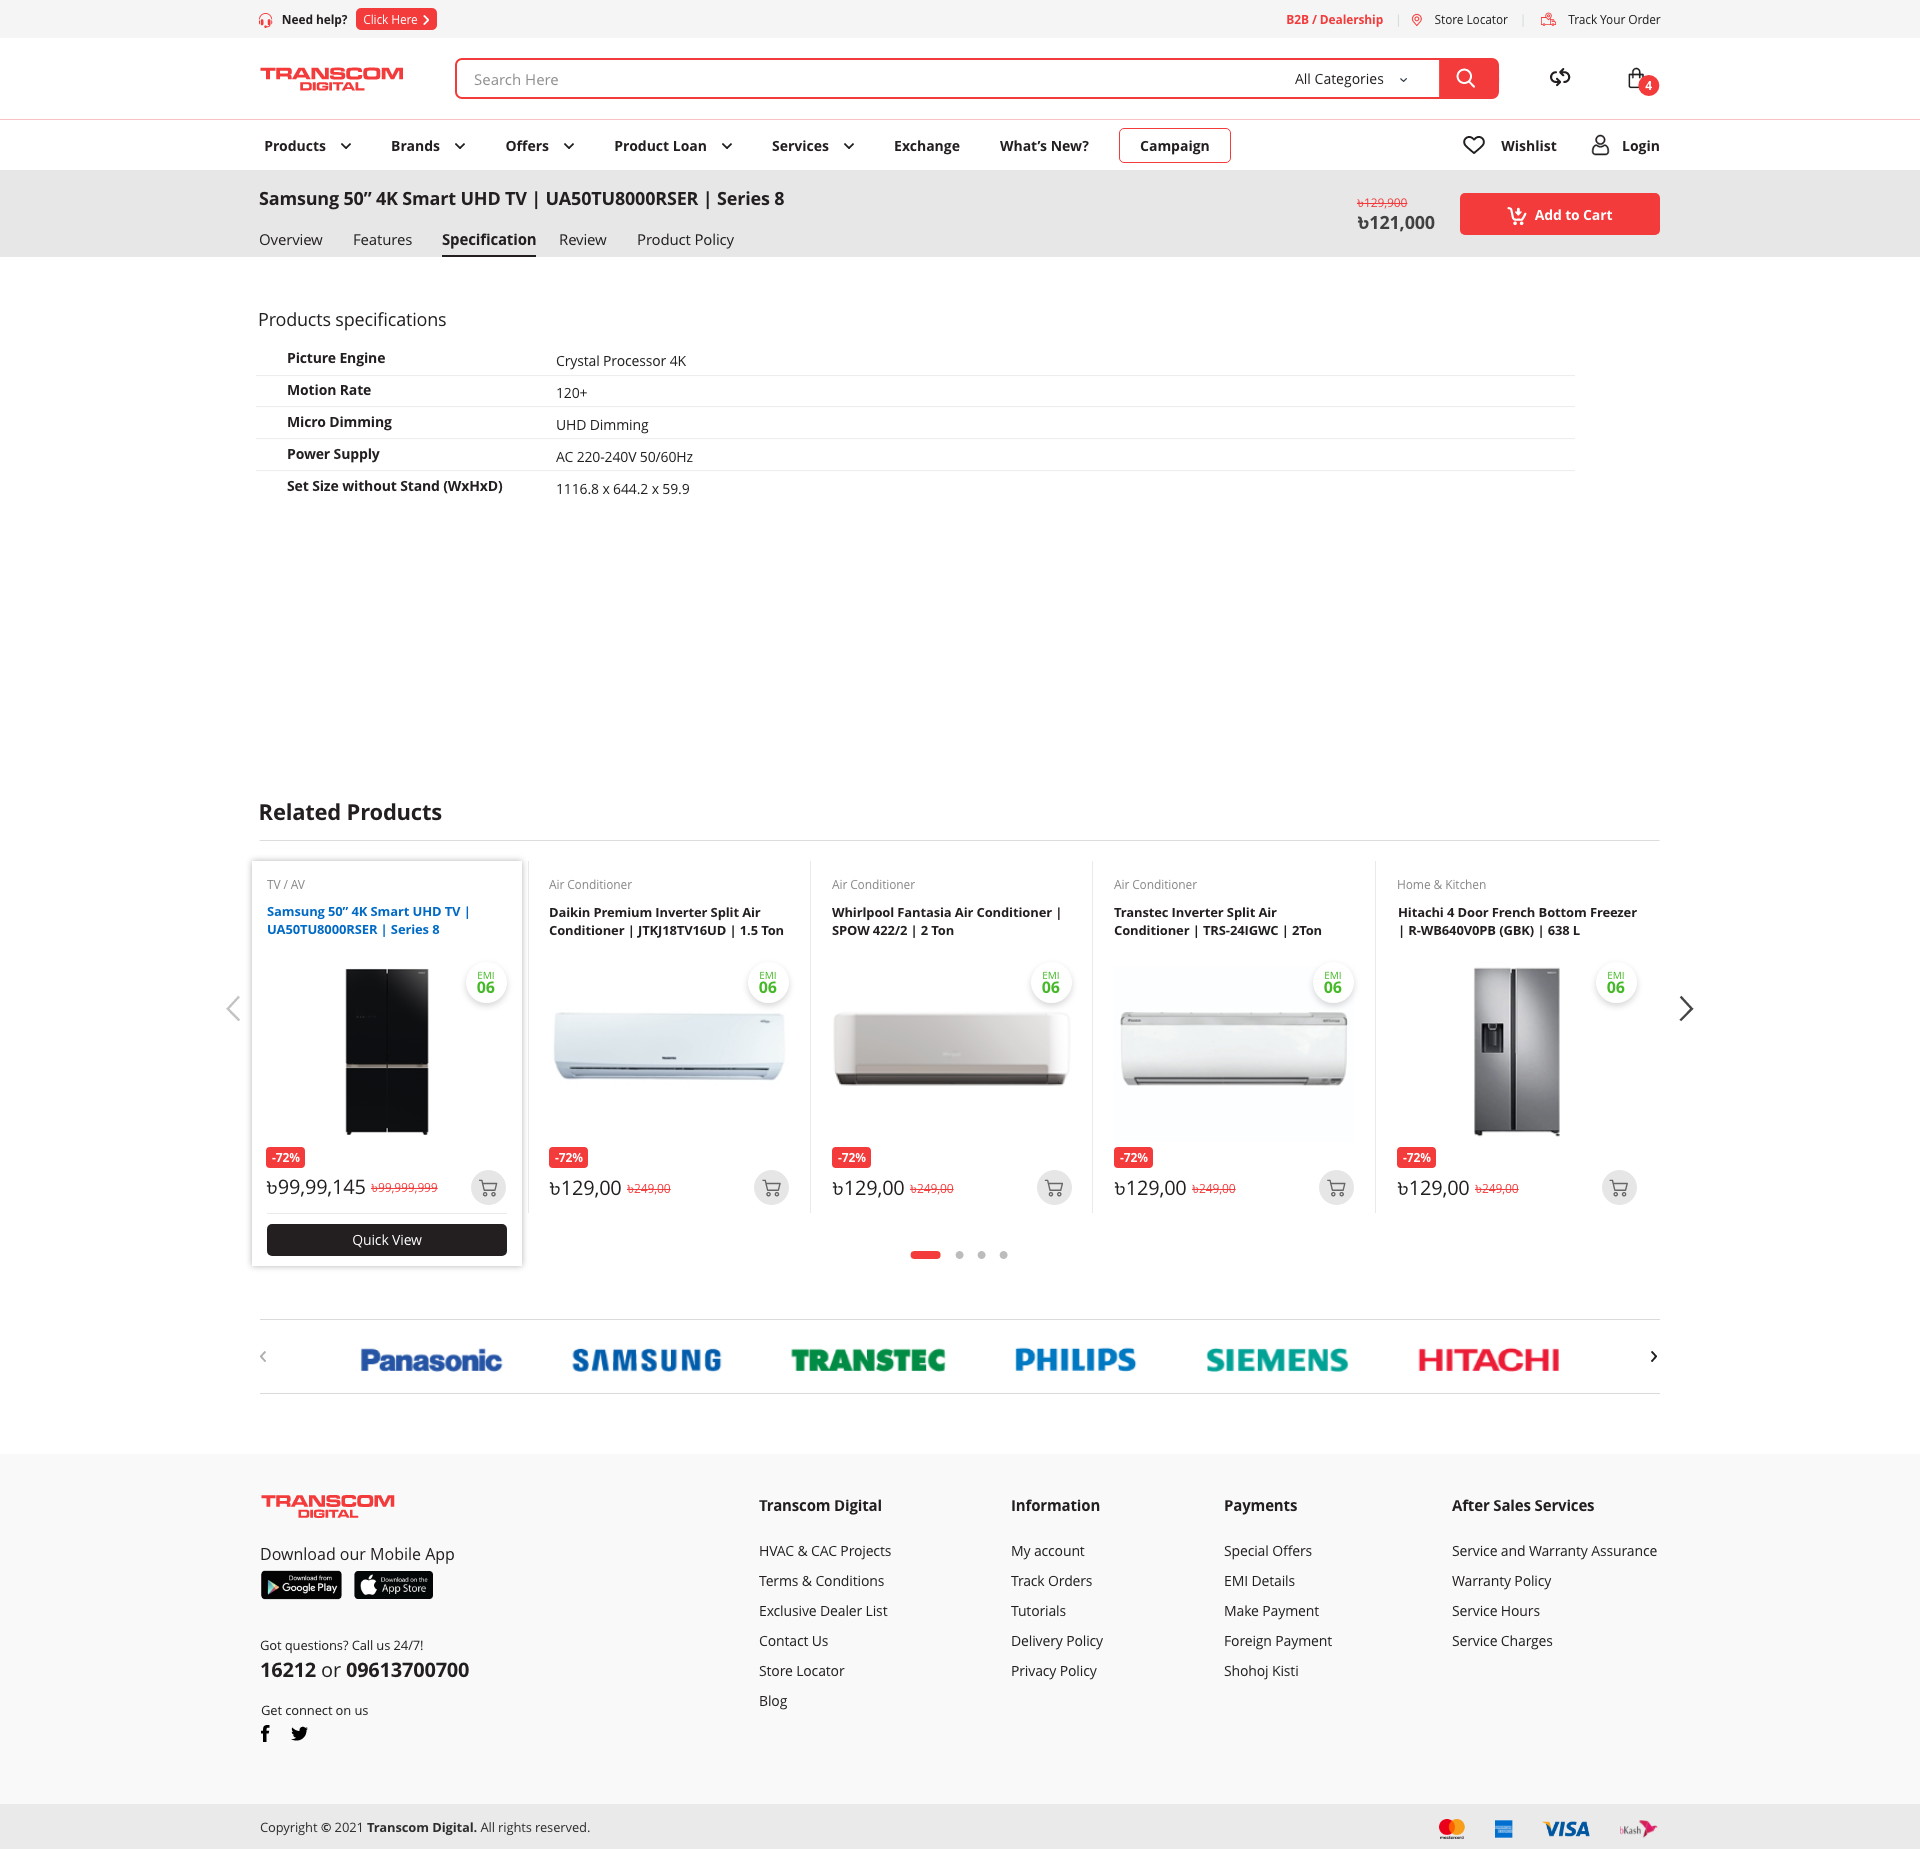 Need help? Click Here
B2B / Dealership Store Locator Track Your Order
TRANSCOM
DIGITAL
Search Here
All Categories
4
Products Brands Offers Product Loan Services Exchange What’s New? Campaign Wishlist Login
Samsung 50” 4K Smart UHD TV | UA50TU8000RSER | Series 8
৳129,900
৳121,000
Add to Cart
Overview Features Specification Review Product Policy
Products specifications
Picture Engine Crystal Processor 4K
Motion Rate 120+
Micro Dimming UHD Dimming
Power Supply AC 220-240V 50/60Hz
Set Size without Stand (WxHxD) 1116.8 x 644.2 x 59.9
Related Products
TV / AV
Samsung 50” 4K Smart UHD TV |
UA50TU8000RSER | Series 8
EMI
06
-72%
৳99,99,145 ৳99,999,999
Quick View
Air Conditioner
Daikin Premium Inverter Split Air
Conditioner | JTKJ18TV16UD | 1.5 Ton
EMI
06
-72%
৳129,00 ৳249,00
Air Conditioner
Whirlpool Fantasia Air Conditioner |
SPOW 422/2 | 2 Ton
EMI
06
-72%
৳129,00 ৳249,00
Air Conditioner
Transtec Inverter Split Air
Conditioner | TRS-24IGWC | 2Ton
EMI
06
-72%
৳129,00 ৳249,00
Home & Kitchen
Hitachi 4 Door French Bottom Freezer
| R-WB640V0PB (GBK) | 638 L
EMI
06
-72%
৳129,00 ৳249,00
Panasonic SAMSUNG TRANSTEC PHILIPS SIEMENS HITACHI
TRANSCOM
DIGITAL
Download our Mobile App
Download from
Google Play
Download on the
App Store
Got questions? Call us 24/7!
16212 or 09613700700
Get connect on us
Transcom Digital
HVAC & CAC Projects
Terms & Conditions
Exclusive Dealer List
Contact Us
Store Locator
Blog
Information
My account
Track Orders
Tutorials
Delivery Policy
Privacy Policy
Payments
Special Offers
EMI Details
Make Payment
Foreign Payment
Shohoj Kisti
After Sales Services
Service and Warranty Assurance
Warranty Policy
Service Hours
Service Charges
Copyright © 2021 Transcom Digital. All rights reserved.
mastercard
VISA
bKash